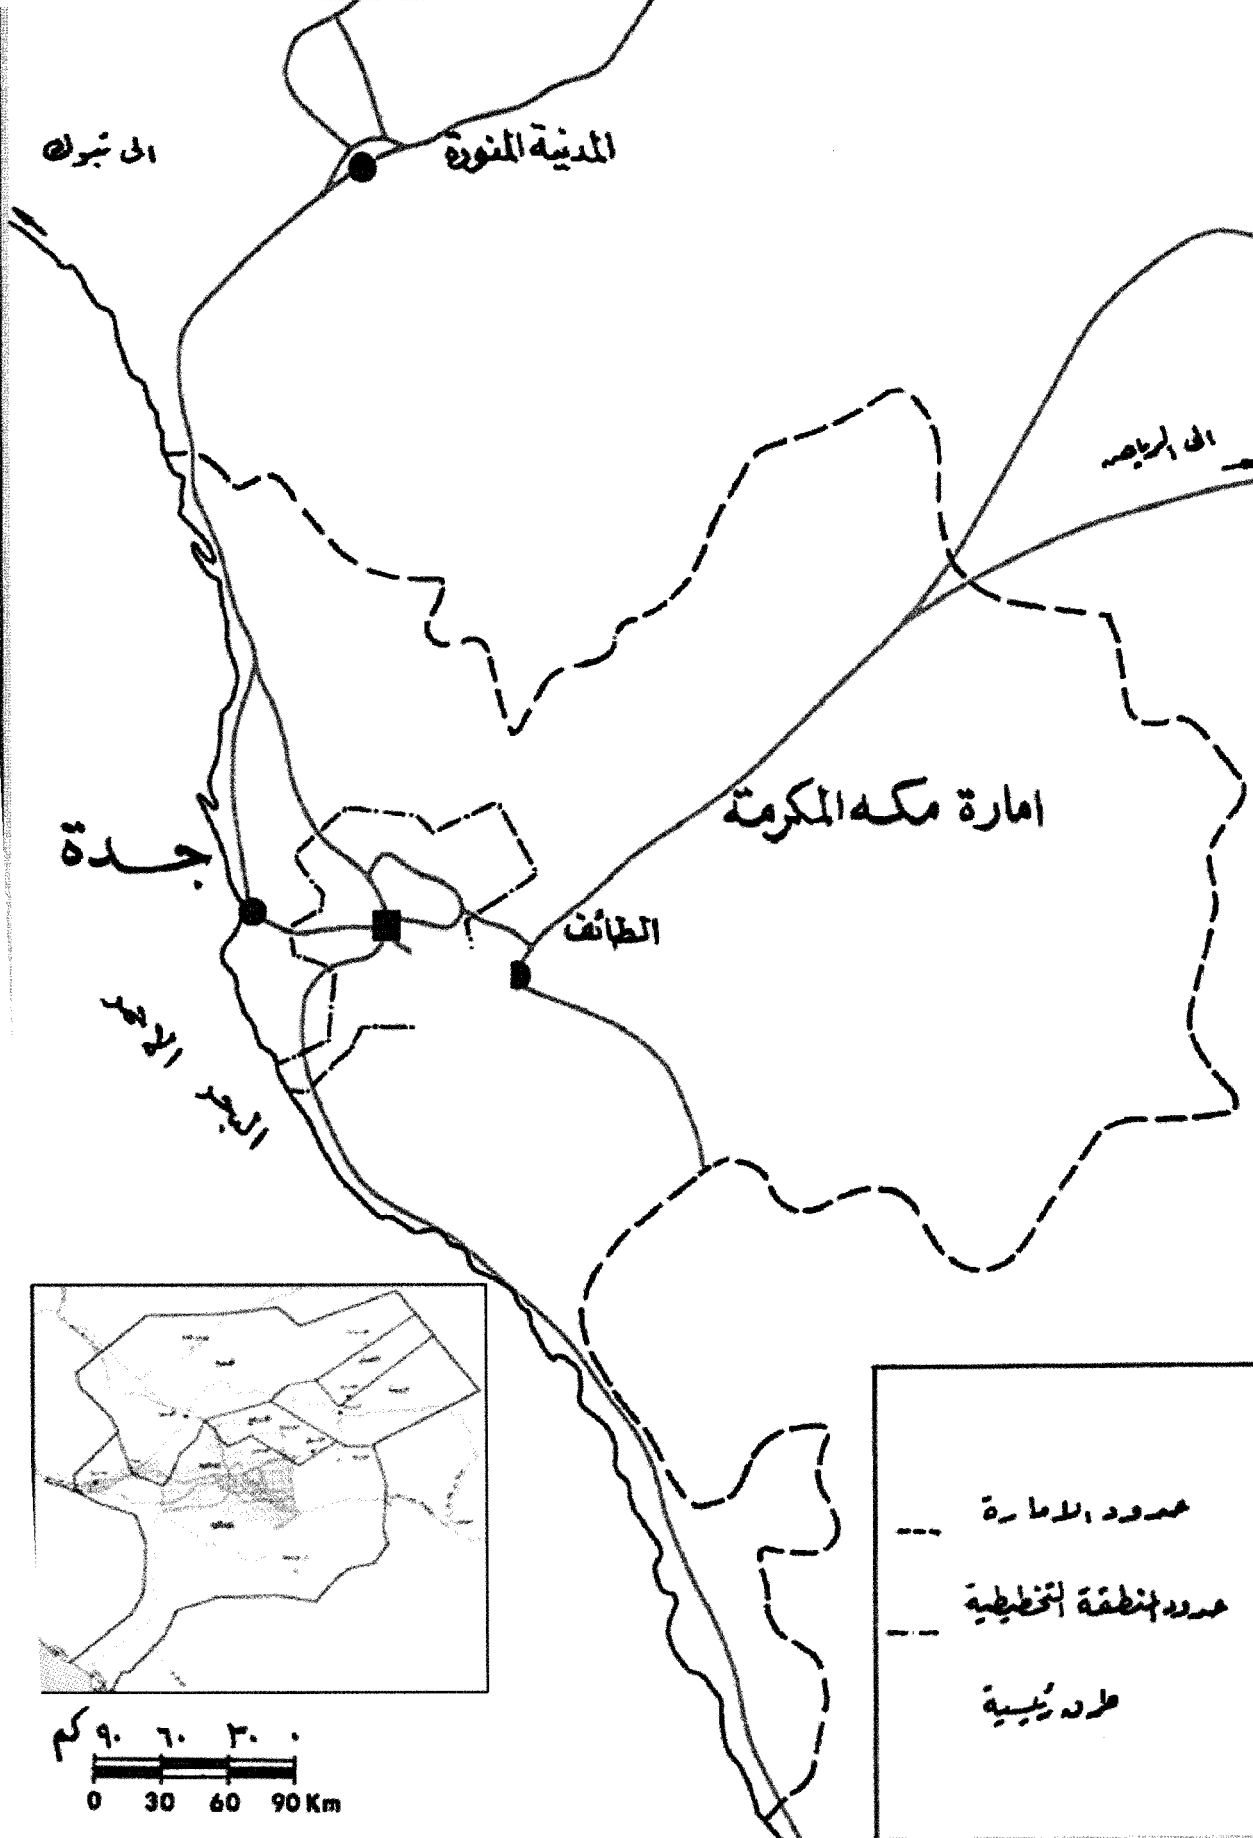 المدنية المنورة
الى تبوك
الى الرياض
امارة مكه المكرمة
جدة
الطائف
البحر الاحمر
حدود الامارة
حدود المنطقة التخطيطية
طرق رئيسية
كم ٩٠ ٦٠ ٣٠ ٠
0 30 60 90 Km